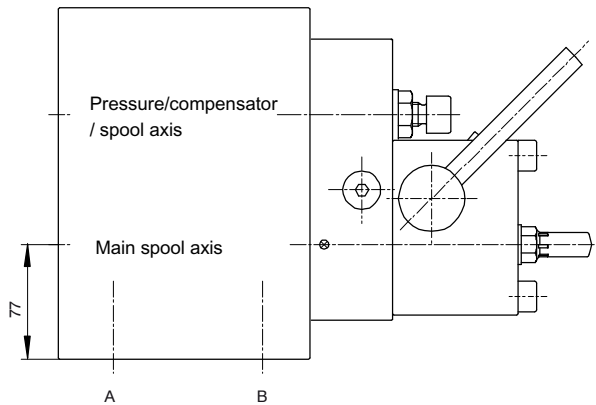 Pressure/compensator
/ spool axis
Main spool axis
77
A
B